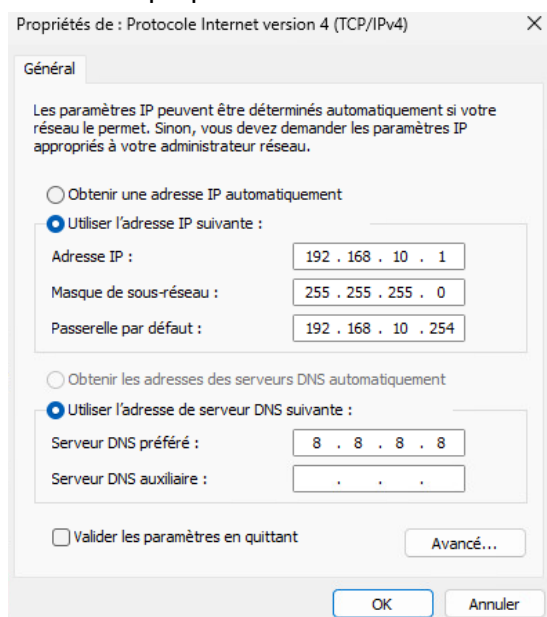 Propriétés de : Protocole Internet version 4 (TCP/IPv4)
Général
Les paramètres IP peuvent être déterminés automatiquement si votre
réseau le permet. Sinon, vous devez demander les paramètres IP
appropriés à votre administrateur réseau.
Obtenir une adresse IP automatiquement
Utiliser l'adresse IP suivante :
Adresse IP : 192 . 168 . 10 . 1
Masque de sous-réseau : 255 . 255 . 255 . 0
Passerelle par défaut : 192 . 168 . 10 . 254
Obtenir les adresses des serveurs DNS automatiquement
Utiliser l'adresse de serveur DNS suivante :
Serveur DNS préféré : 8 . 8 . 8 . 8
Serveur DNS auxiliaire : . . .
Valider les paramètres en quittant
Avancé...
OK Annuler